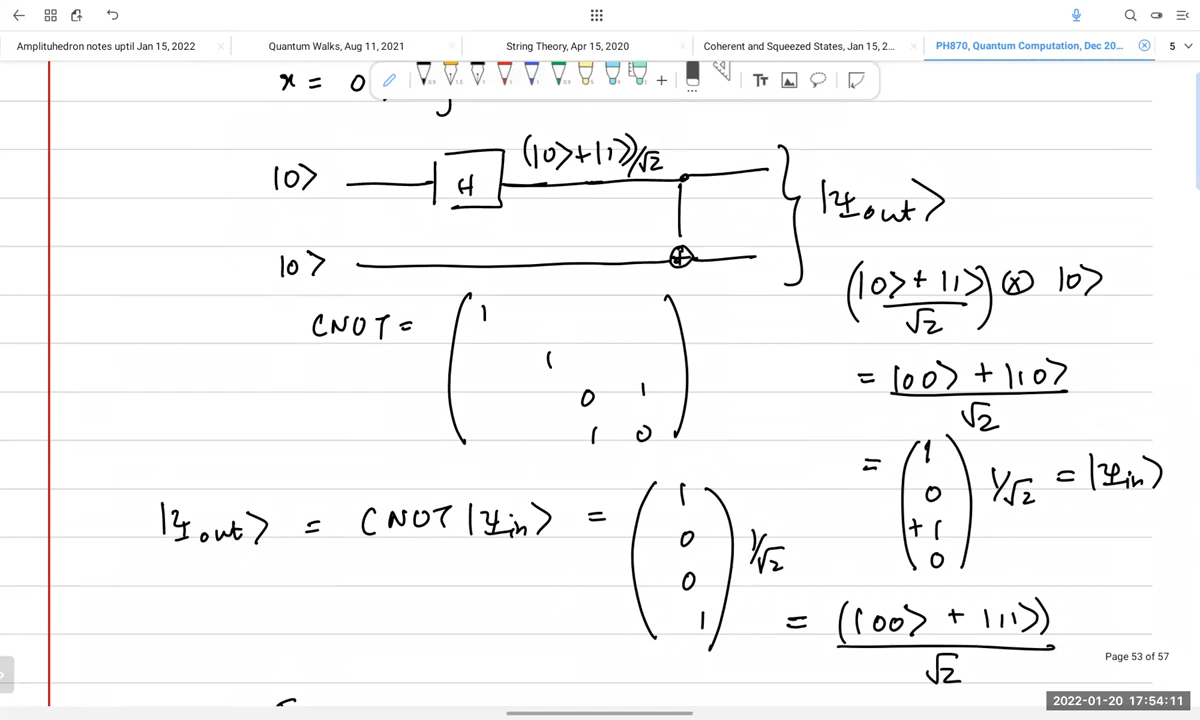 Amplituhedron notes uptil Jan 15, 2022
Quantum Walks, Aug 11, 2021
String Theory, Apr 15, 2020
Coherent and Squeezed States, Jan 15, 2...
PH870, Quantum Computation, Dec 20...
5
Tт
x = 0
|0> H (|0>+|1>)/√2
|Ψout>
|0>
(|0> + |1>)/√2 ⊗ |0>
CNOT = ( 1
1
0 1
1 0 )
= (|00> + |10>)/√2
= ( 1 0 +1 0 ) 1/√2 = |Ψin>
|Ψout> = CNOT |Ψin> = ( 1 0 0 1 ) 1/√2
= (|00> + |11>)/√2
Page 53 of 57
2022-01-20 17:54:11